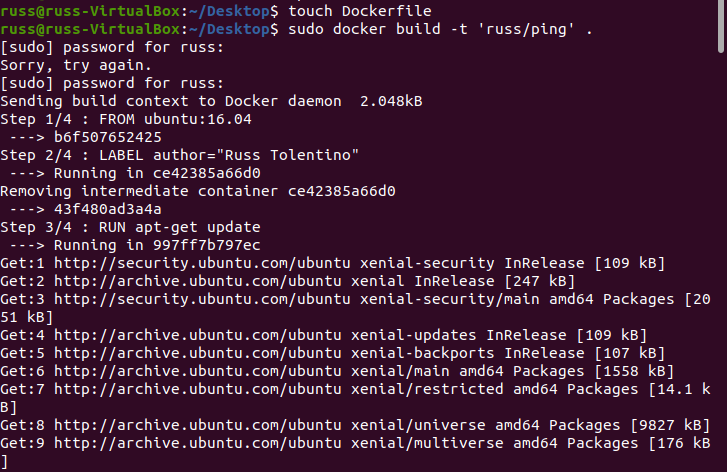 russ@russ-VirtualBox:~/Desktop$ touch Dockerfile
russ@russ-VirtualBox:~/Desktop$ sudo docker build -t 'russ/ping' .
[sudo] password for russ:
Sorry, try again.
[sudo] password for russ:
Sending build context to Docker daemon  2.048kB
Step 1/4 : FROM ubuntu:16.04
 ---> b6f507652425
Step 2/4 : LABEL author="Russ Tolentino"
 ---> Running in ce42385a66d0
Removing intermediate container ce42385a66d0
 ---> 43f480ad3a4a
Step 3/4 : RUN apt-get update
 ---> Running in 997ff7b797ec
Get:1 http://security.ubuntu.com/ubuntu xenial-security InRelease [109 kB]
Get:2 http://archive.ubuntu.com/ubuntu xenial InRelease [247 kB]
Get:3 http://security.ubuntu.com/ubuntu xenial-security/main amd64 Packages [20
51 kB]
Get:4 http://archive.ubuntu.com/ubuntu xenial-updates InRelease [109 kB]
Get:5 http://archive.ubuntu.com/ubuntu xenial-backports InRelease [107 kB]
Get:6 http://archive.ubuntu.com/ubuntu xenial/main amd64 Packages [1558 kB]
Get:7 http://archive.ubuntu.com/ubuntu xenial/restricted amd64 Packages [14.1 k
B]
Get:8 http://archive.ubuntu.com/ubuntu xenial/universe amd64 Packages [9827 kB]
Get:9 http://archive.ubuntu.com/ubuntu xenial/multiverse amd64 Packages [176 kB
]